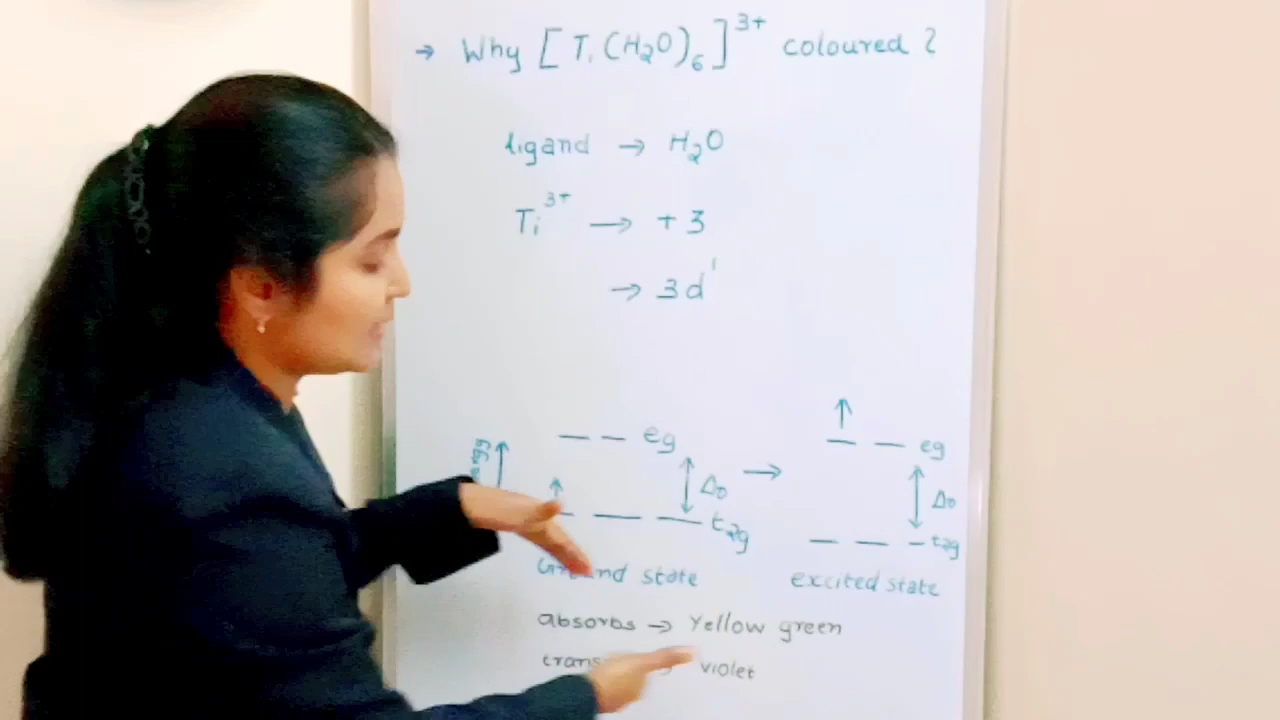 → Why [Ti(H₂O)₆]³⁺ coloured ?
ligand → H₂O
Ti³⁺ → +3
→ 3d¹
eg
Δo
t₂g
→
eg
Δo
t₂g
state
excited state
absorbs → Yellow green
violet